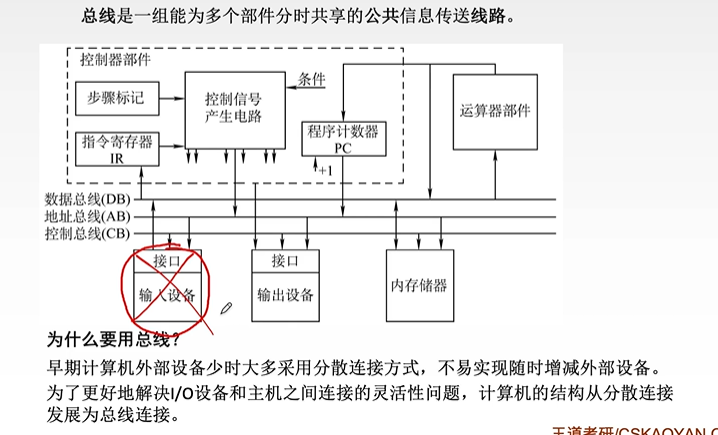 总线是一组能为多个部件分时共享的公共信息传送线路。
控制器部件
步骤标记
控制信号
产生电路
条件
指令寄存器
IR
程序计数器
PC
+1
运算器部件
数据总线(DB)
地址总线(AB)
控制总线(CB)
接口
输入设备
接口
输出设备
内存储器
为什么要用总线?
早期计算机外部设备少时大多采用分散连接方式，不易实现随时增减外部设备。
为了更好地解决I/O设备和主机之间连接的灵活性问题，计算机的结构从分散连接
发展为总线连接。
王道考研/CSKAOYAN.C